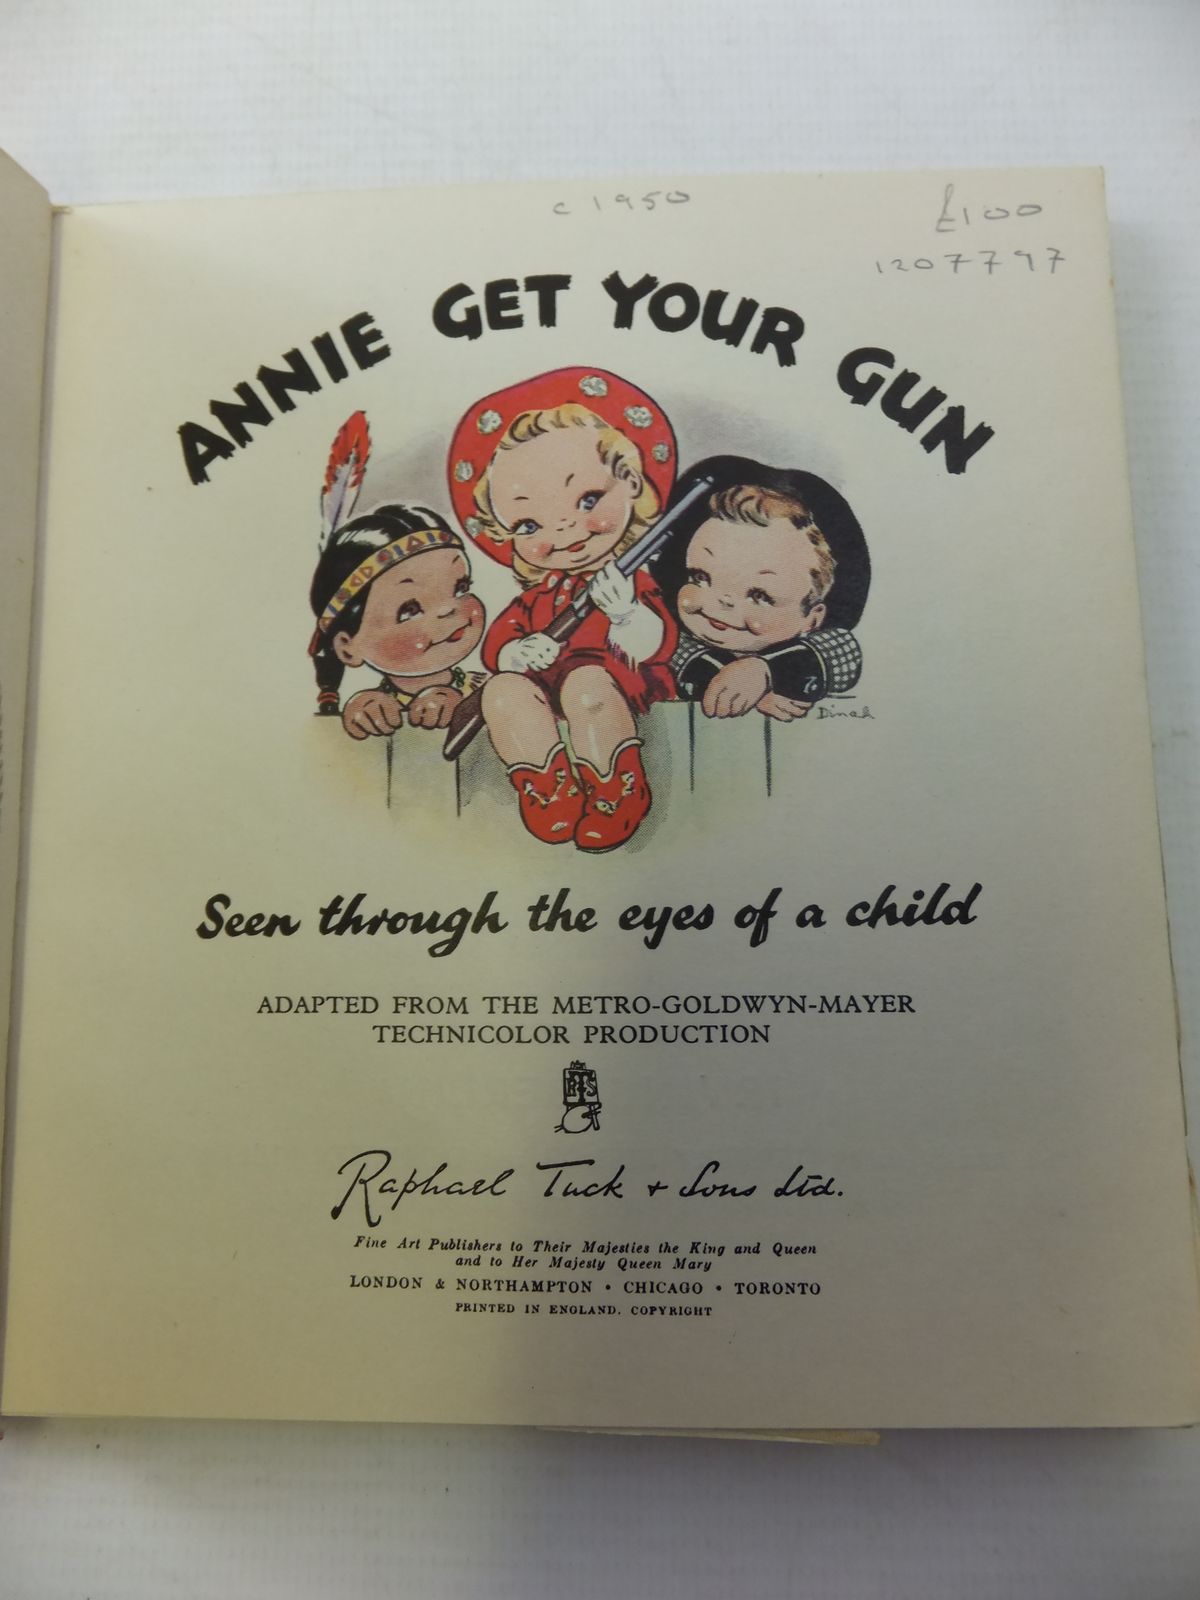 c 1950
£100
1207797
ANNIE GET YOUR GUN
Dinah
Seen through the eyes of a child
ADAPTED FROM THE METRO-GOLDWYN-MAYER
TECHNICOLOR PRODUCTION
RTS
Raphael Tuck & Sons Ltd.
Fine Art Publishers to Their Majesties the King and Queen
and to Her Majesty Queen Mary
LONDON & NORTHAMPTON • CHICAGO • TORONTO
PRINTED IN ENGLAND. COPYRIGHT